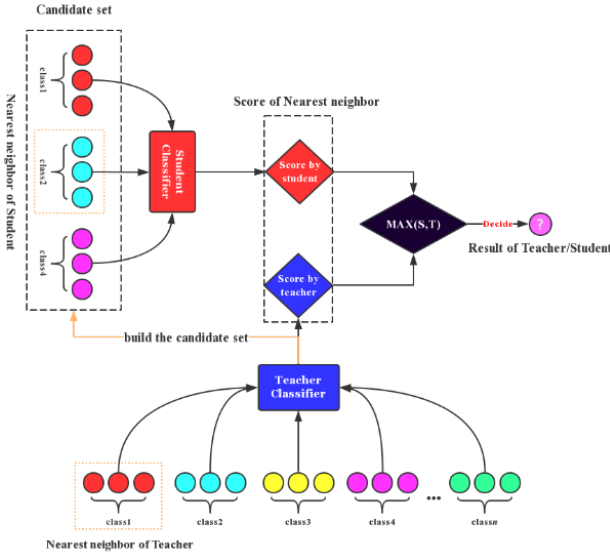 Candidate set
class1
class2
class4
Nearest neighbor of Student
Student
Classifier
Score of Nearest neighbor
Score by
student
Score by
teacher
MAX(S,T)
Decide
?
Result of Teacher/Student
build the candidate set
Teacher
Classifier
class1
class2
class3
class4
...
classn
Nearest neighbor of Teacher